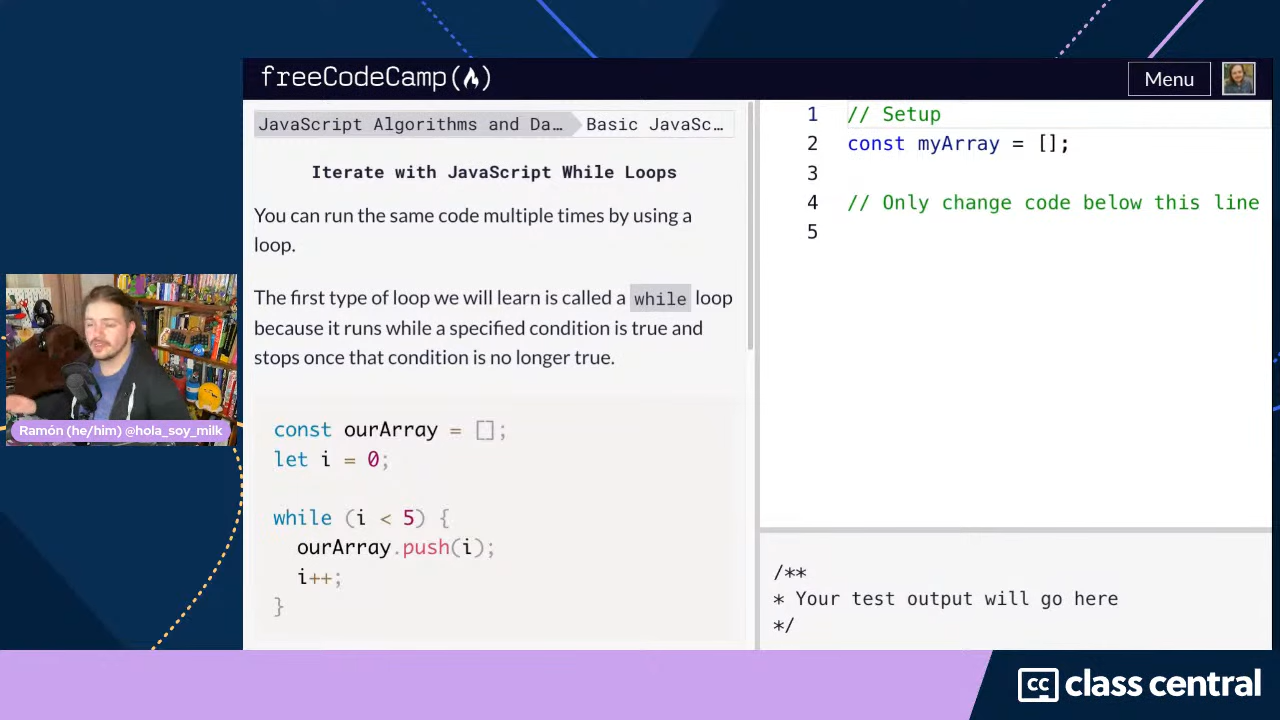 freeCodeCamp
Menu
JavaScript Algorithms and Da…
Basic JavaSc…
Iterate with JavaScript While Loops
You can run the same code multiple times by using a
loop.
The first type of loop we will learn is called a while loop
because it runs while a specified condition is true and
stops once that condition is no longer true.
const ourArray = [];
let i = 0;
while (i < 5) {
ourArray.push(i);
i++;
}
1 // Setup
2 const myArray = [];
3
4 // Only change code below this line
5
/**
* Your test output will go here
*/
Ramón (he/him) @hola_soy_milk
cc class central